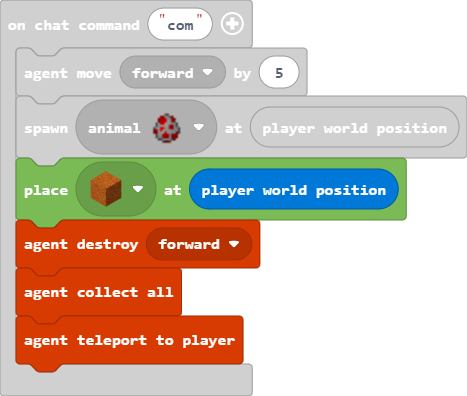 on chat command "com"
agent move forward by 5
spawn animal at player world position
place at player world position
agent destroy forward
agent collect all
agent teleport to player